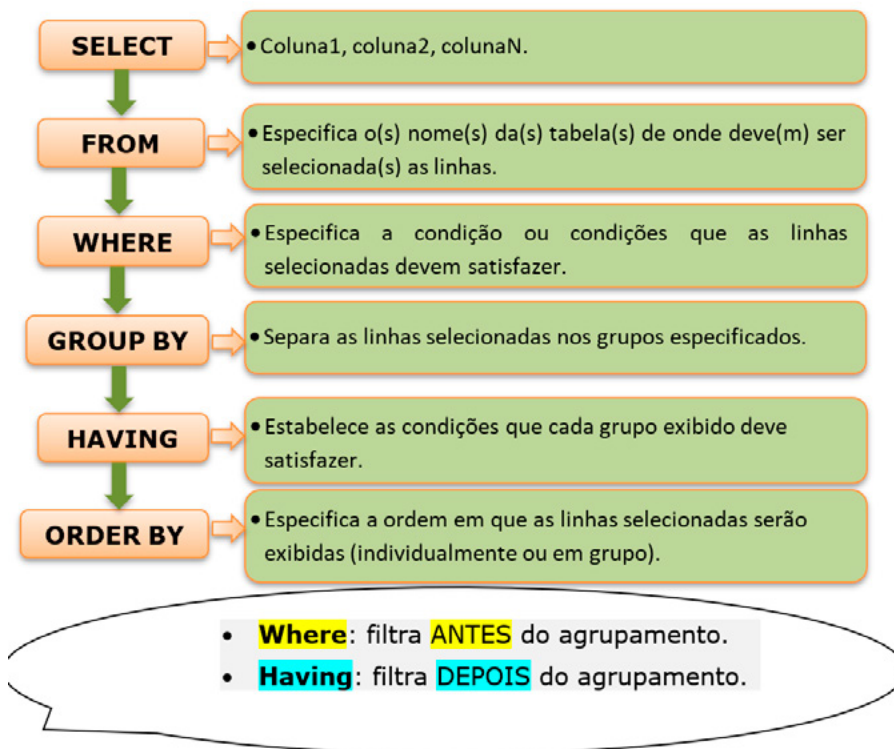 SELECT
• Coluna1, coluna2, colunaN.
FROM
• Especifica o(s) nome(s) da(s) tabela(s) de onde deve(m) ser
selecionada(s) as linhas.
WHERE
• Especifica a condição ou condições que as linhas
selecionadas devem satisfazer.
GROUP BY
• Separa as linhas selecionadas nos grupos especificados.
HAVING
• Estabelece as condições que cada grupo exibido deve
satisfazer.
ORDER BY
• Especifica a ordem em que as linhas selecionadas serão
exibidas (individualmente ou em grupo).
• Where: filtra ANTES do agrupamento.
• Having: filtra DEPOIS do agrupamento.